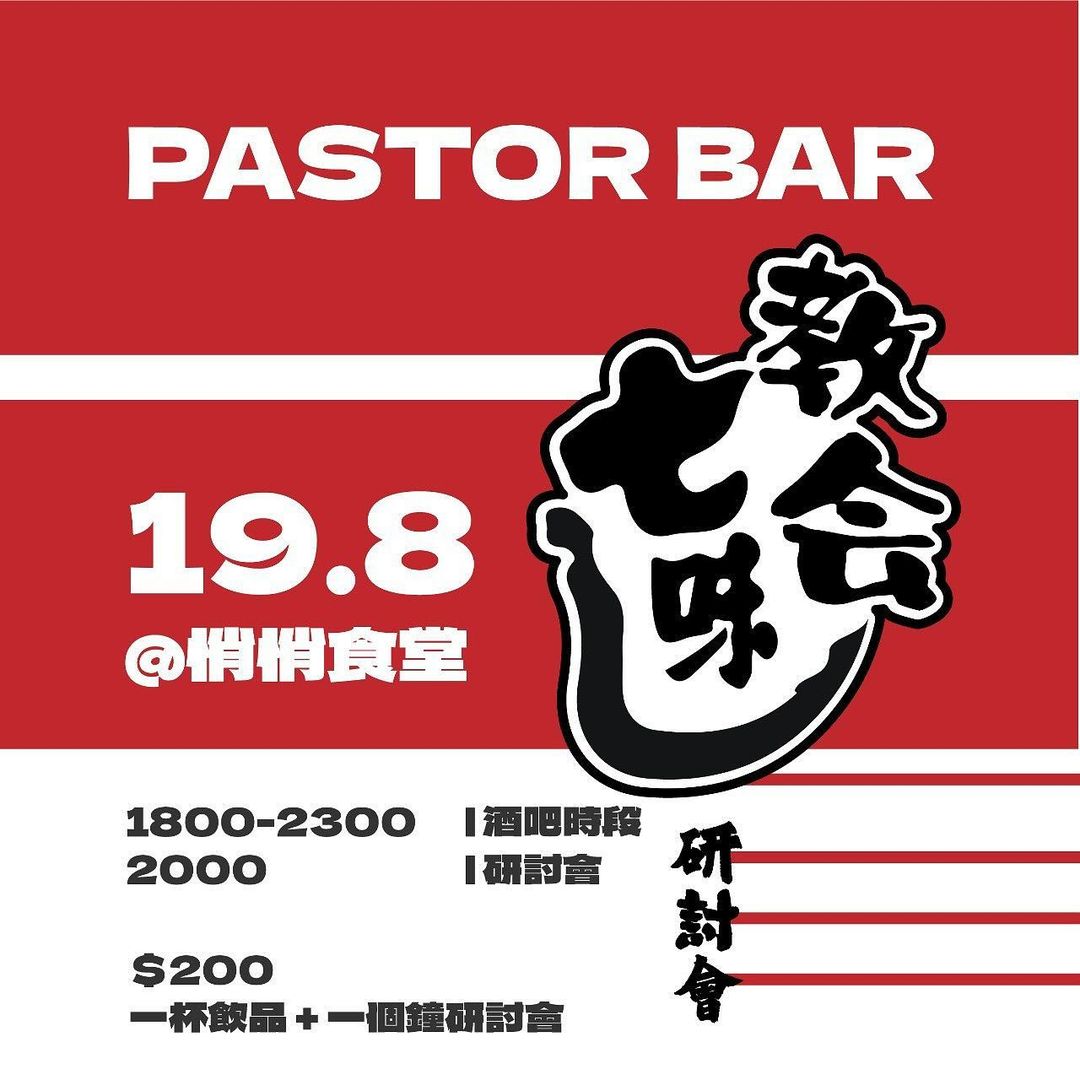 PASTOR BAR
教会
七味
19.8
@悄悄食堂
1800-2300 |酒吧時段
2000 |研討會
研討會
$200
一杯飲品+一個鐘研討會